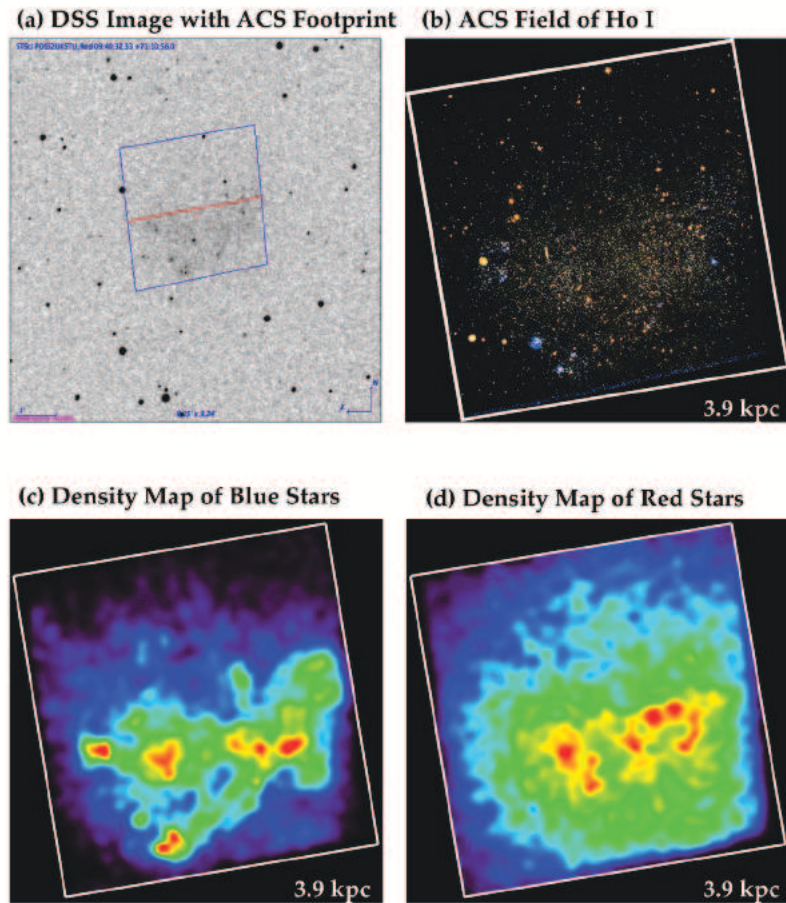 (a) DSS Image with ACS Footprint
(b) ACS Field of Ho I
3.9 kpc
(c) Density Map of Blue Stars
(d) Density Map of Red Stars
3.9 kpc
3.9 kpc